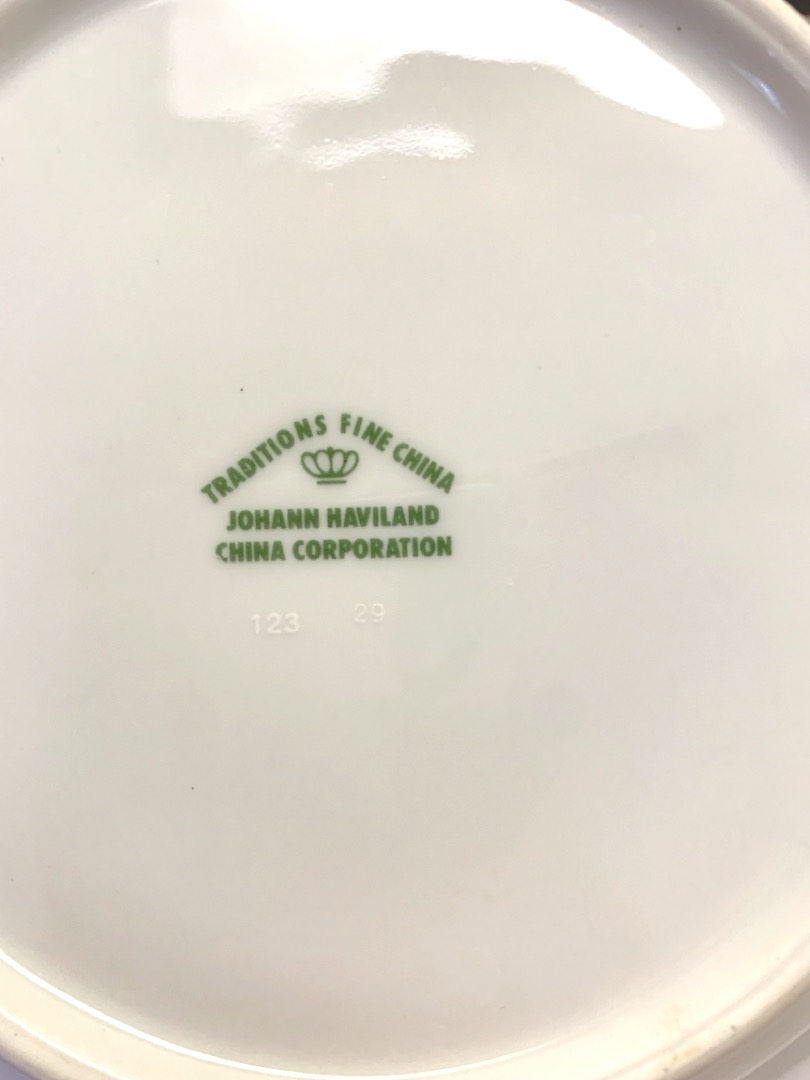 TRADITIONS FINE CHINA
JOHANN HAVILAND
CHINA CORPORATION
123 29